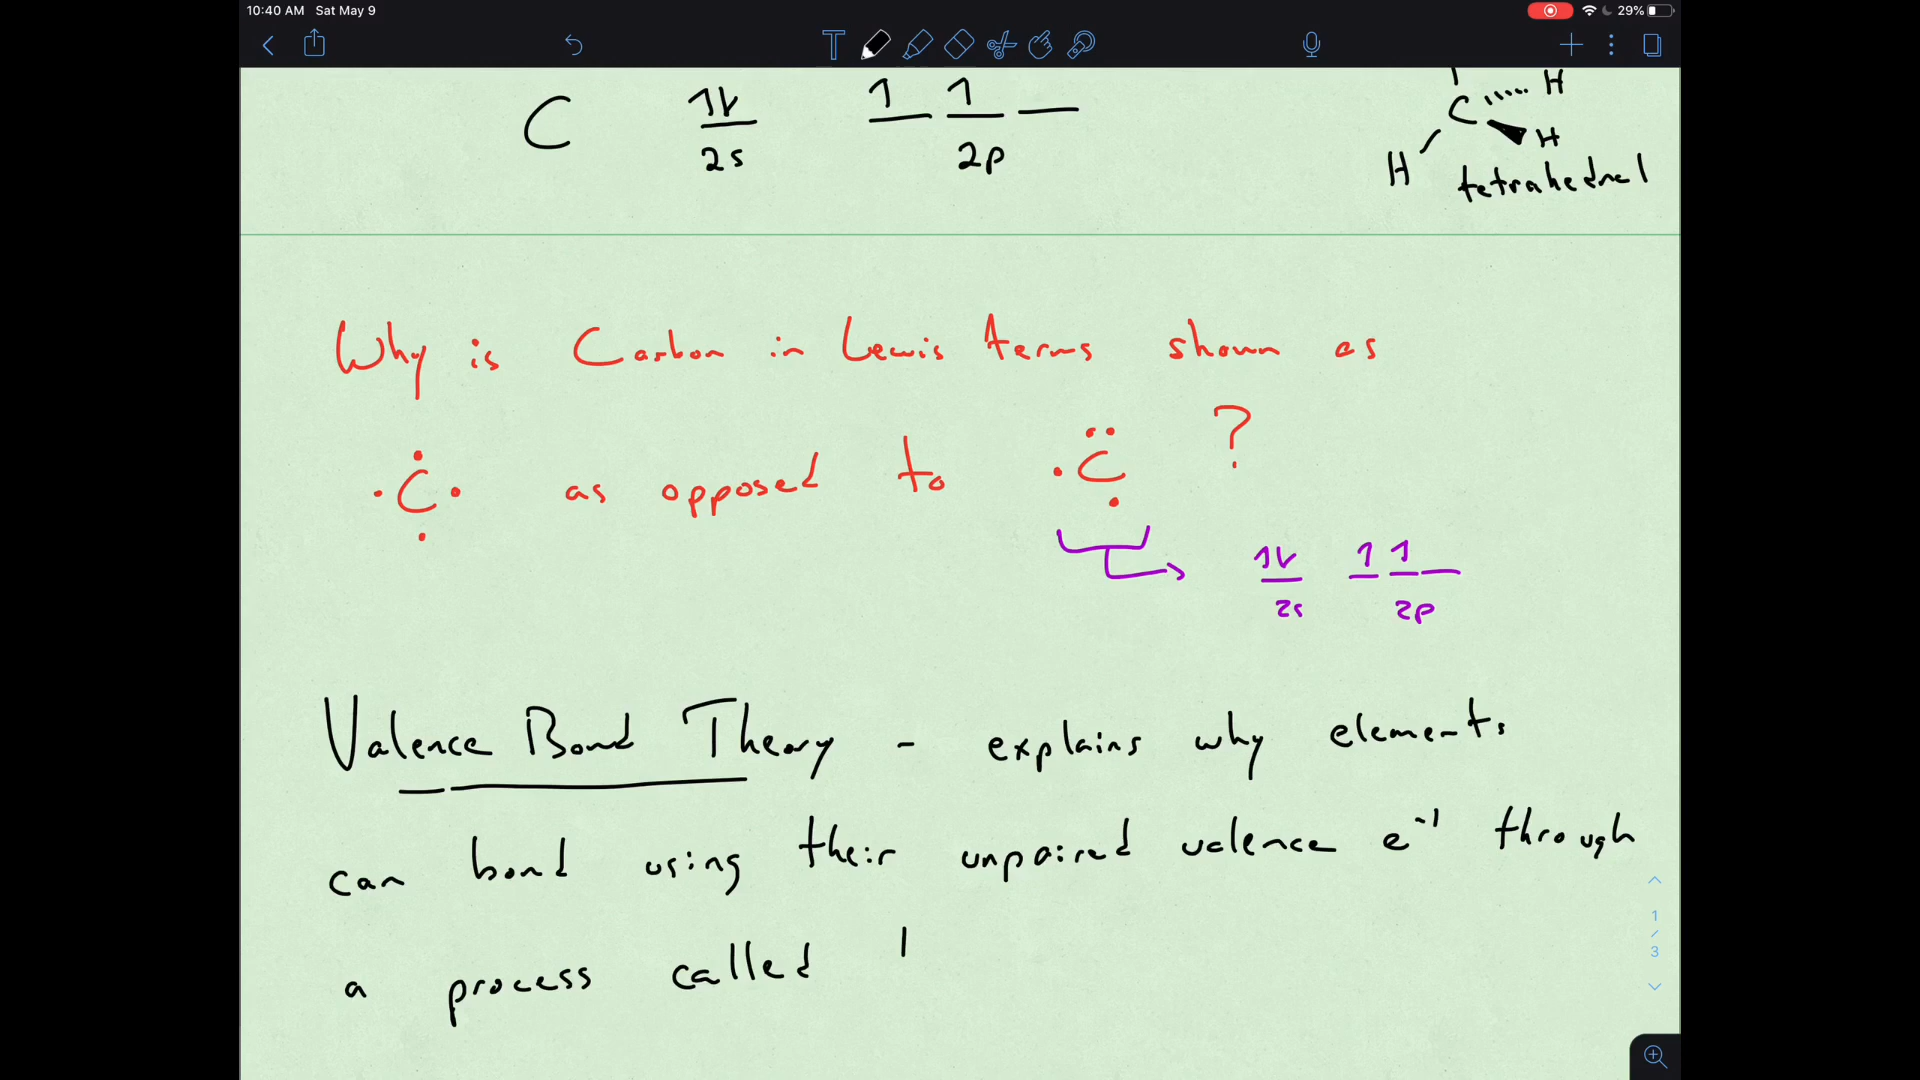 10:40 AM Sat May 9
29%
T
C 1⇂ 1 1
2s 2p
C H
H H
tetrahedral
Why is Carbon in Lewis terms shown as
C as opposed to C ?
1⇂ 1 1
2s 2p
Valence Bond Theory - explains why elements
can bond using their unpaired valence e⁻¹ through
a process called
1
/
3